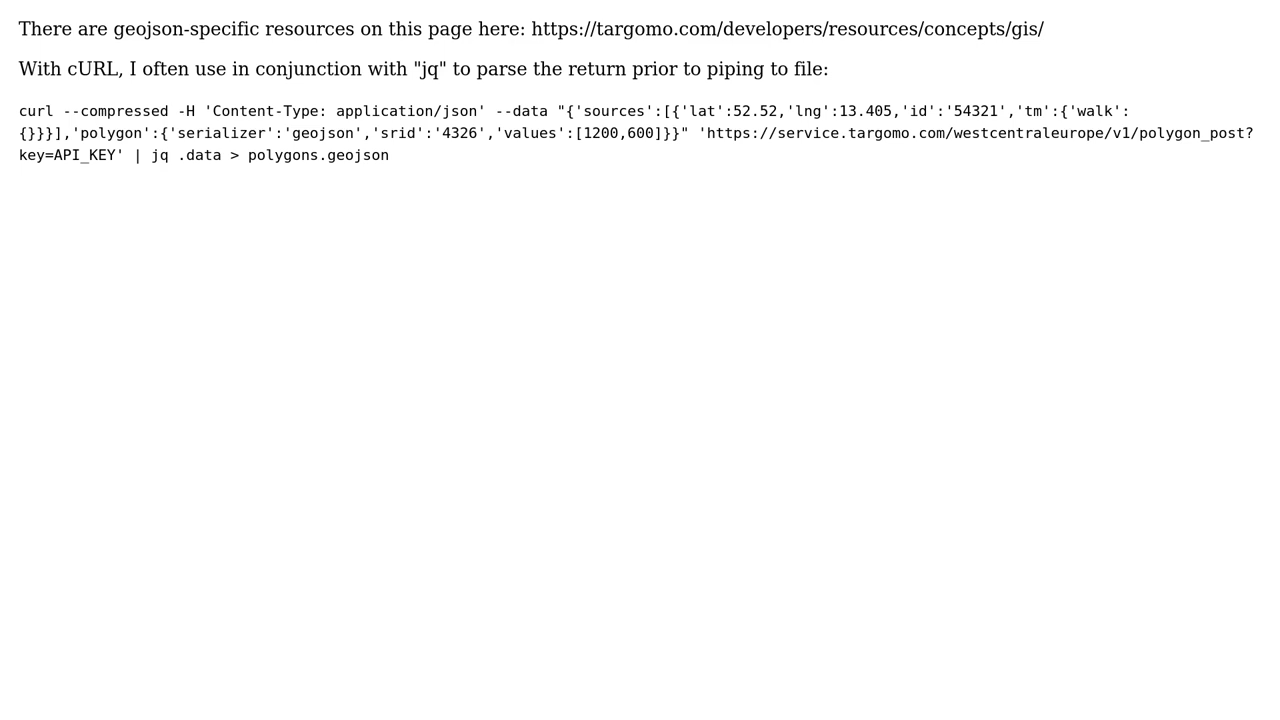 There are geojson-specific resources on this page here: https://targomo.com/developers/resources/concepts/gis/
With cURL, I often use in conjunction with "jq" to parse the return prior to piping to file:
curl --compressed -H 'Content-Type: application/json' --data "{'sources':[{'lat':52.52,'lng':13.405,'id':'54321','tm':{'walk':
{}}}],'polygon':{'serializer':'geojson','srid':'4326','values':[1200,600]}}" 'https://service.targomo.com/westcentraleurope/v1/polygon_post?
key=API_KEY' | jq .data > polygons.geojson